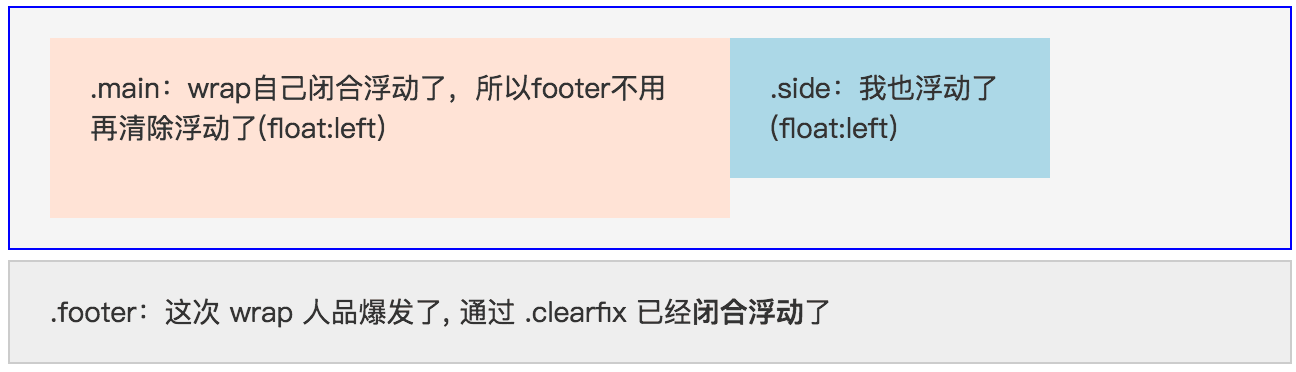 .main：wrap自己闭合浮动了，所以footer不用
再清除浮动了(float:left)
.side：我也浮动了
(float:left)
.footer：这次 wrap 人品爆发了, 通过 .clearfix 已经闭合浮动了